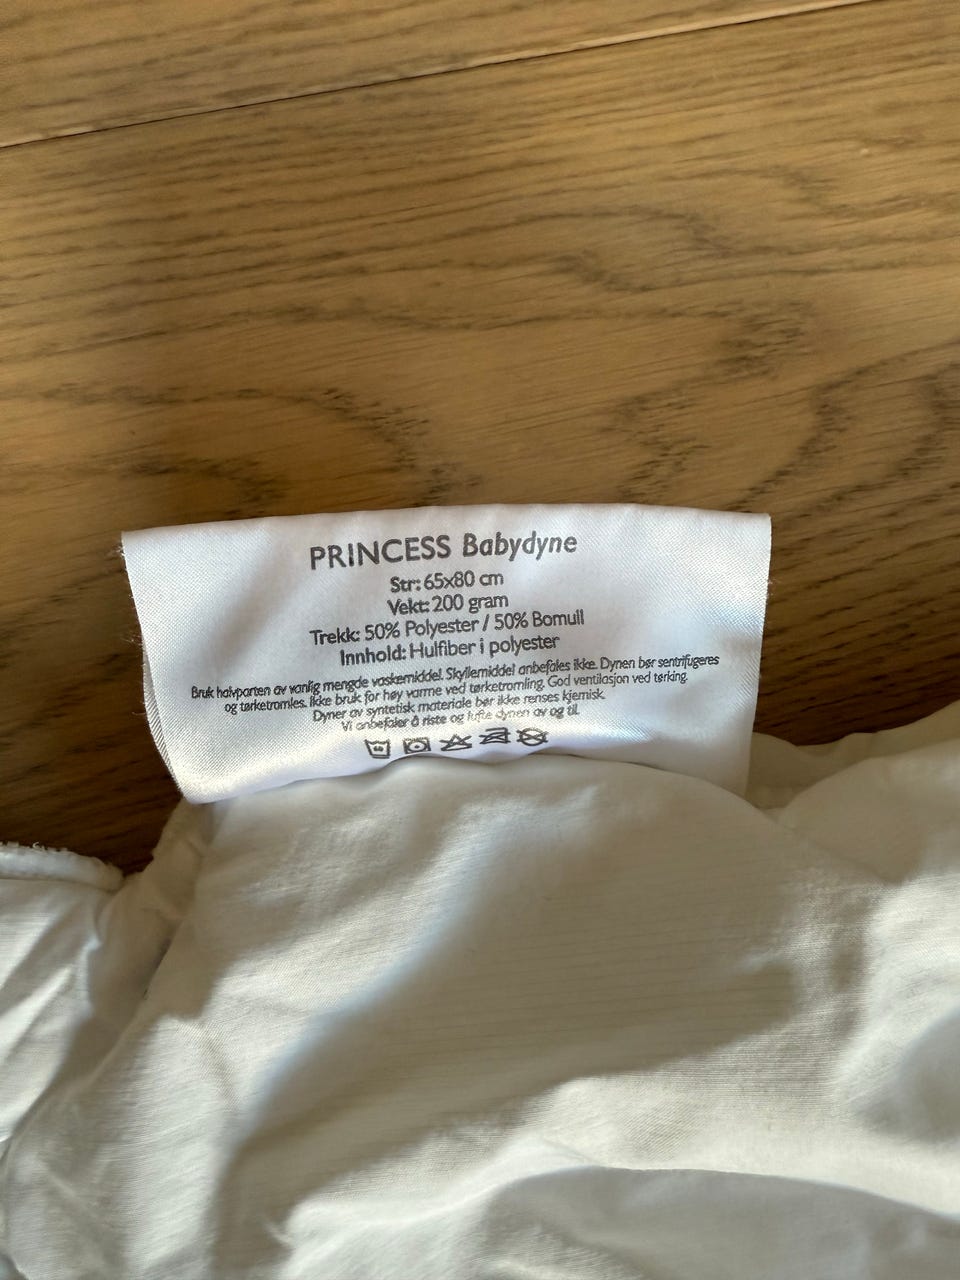 PRINCESS Babydyne
Str: 65x80 cm
Vekt: 200 gram
Trekk: 50% Polyester / 50% Bomull
Innhold: Hulfiber i polyester
Bruk halvparten av vanlig mengde vaskemiddel. Skyllemiddel anbefales ikke. Dynen bør sentrifugeres
og tørketromles. Ikke bruk for høy varme ved tørketromling. God ventilasjon ved tørking.
Dyner av syntetisk materiale bør ikke renses kjemisk.
Vi anbefaler å riste og lufte dynen av og til.